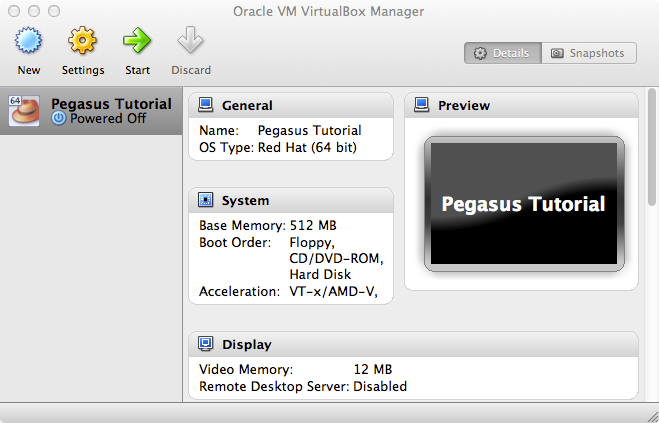 Oracle VM VirtualBox Manager
New
Settings
Start
Discard
Details
Snapshots
64
Pegasus Tutorial
Powered Off
General
Name: Pegasus Tutorial
OS Type: Red Hat (64 bit)
System
Base Memory: 512 MB
Boot Order: Floppy,
CD/DVD-ROM,
Hard Disk
Acceleration: VT-x/AMD-V,
Preview
Pegasus Tutorial
Display
Video Memory: 12 MB
Remote Desktop Server: Disabled